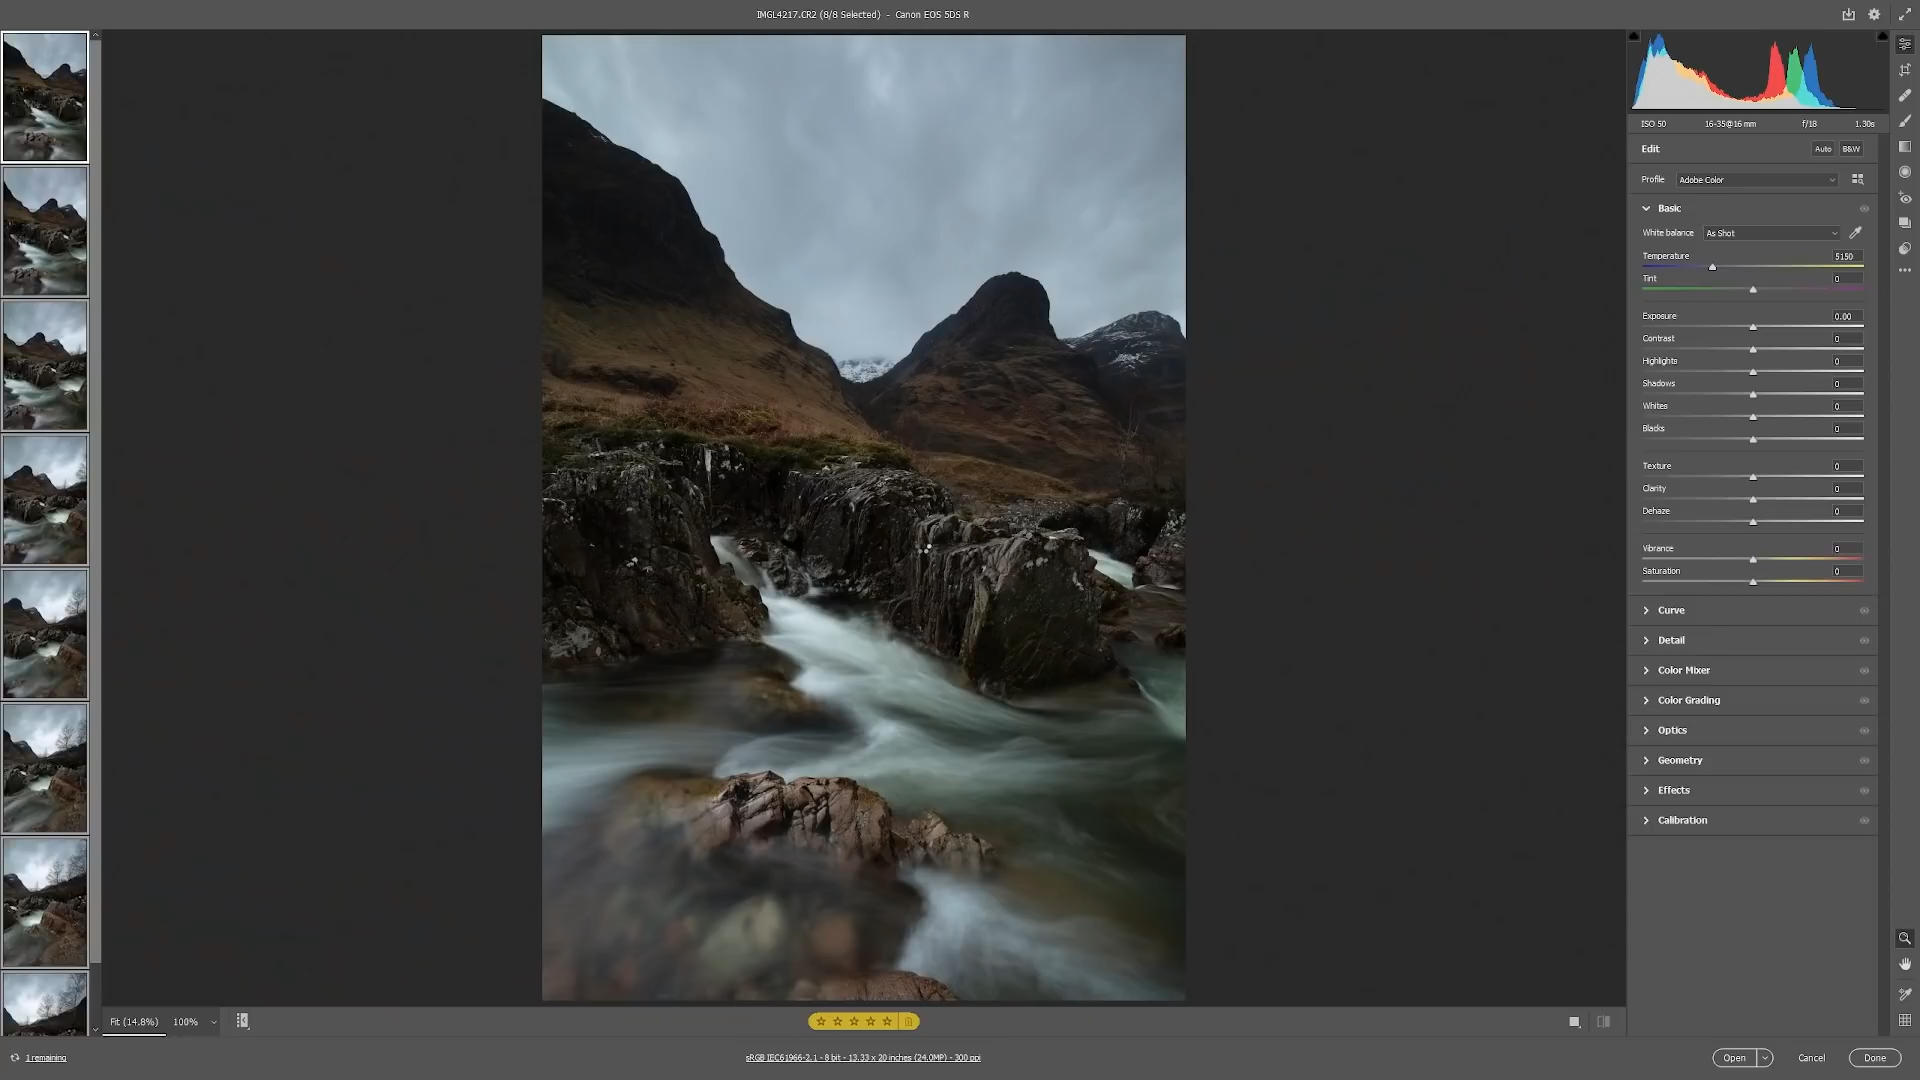 IMGL4217.CR2 (8/8 Selected) - Canon EOS 5DS R
ISO 50 16-35@16 mm f/18 1.30s
Edit Auto B&W
Profile Adobe Color
Basic
White balance As Shot
Temperature 5150
Tint 0
Exposure 0.00
Contrast 0
Highlights 0
Shadows 0
Whites 0
Blacks 0
Texture 0
Clarity 0
Dehaze 0
Vibrance 0
Saturation 0
Curve
Detail
Color Mixer
Color Grading
Optics
Geometry
Effects
Calibration
Fit (14.8%) 100%
1 remaining
sRGB IEC61966-2.1 - 8 bit - 13.33 x 20 inches (24.0MP) - 300 ppi
Open Cancel Done